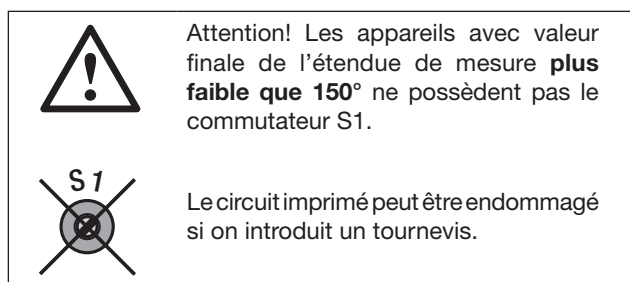 Attention! Les appareils avec valeur
finale de l'étendue de mesure plus
faible que 150° ne possèdent pas le
commutateur S1.
S 1
Le circuit imprimé peut être endommagé
si on introduit un tournevis.